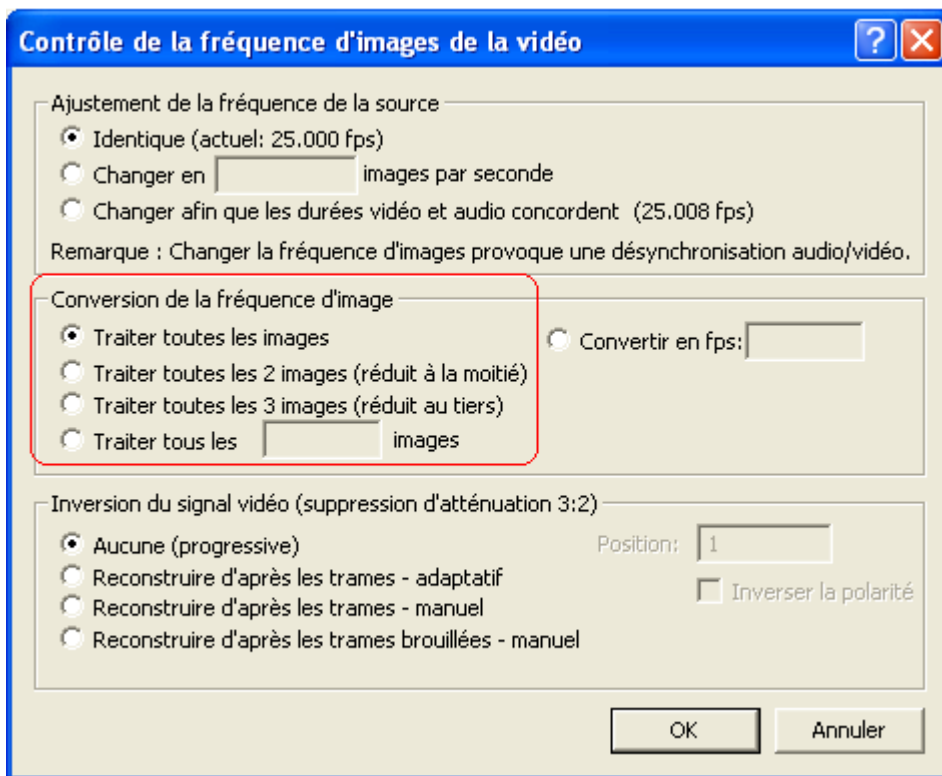 Contrôle de la fréquence d'images de la vidéo
Ajustement de la fréquence de la source
Identique (actuel: 25.000 fps)
Changer en images par seconde
Changer afin que les durées vidéo et audio concordent (25.008 fps)
Remarque : Changer la fréquence d'images provoque une désynchronisation audio/vidéo.
Conversion de la fréquence d'image
Traiter toutes les images
Convertir en fps:
Traiter toutes les 2 images (réduit à la moitié)
Traiter toutes les 3 images (réduit au tiers)
Traiter tous les images
Inversion du signal vidéo (suppression d'atténuation 3:2)
Aucune (progressive)
Position: 1
Reconstruire d'après les trames - adaptatif
Inverser la polarité
Reconstruire d'après les trames - manuel
Reconstruire d'après les trames brouillées - manuel
OK
Annuler